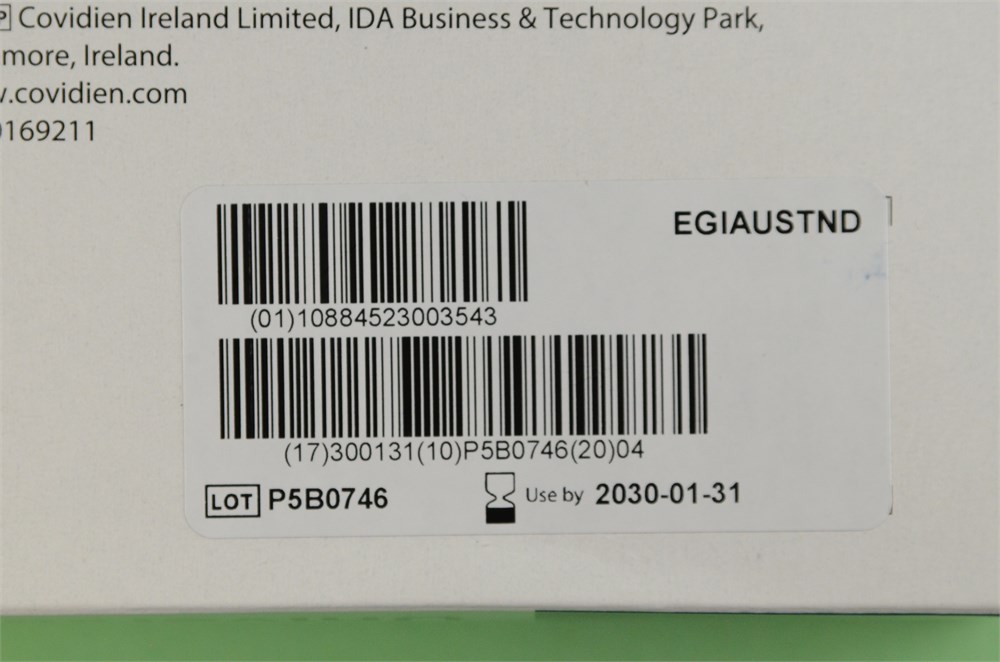 Covidien Ireland Limited, IDA Business & Technology Park,
more, Ireland.
.covidien.com
169211
EGIAUSTND
(01)10884523003543
(17)300131(10)P5B0746(20)04
LOT P5B0746
Use by 2030-01-31